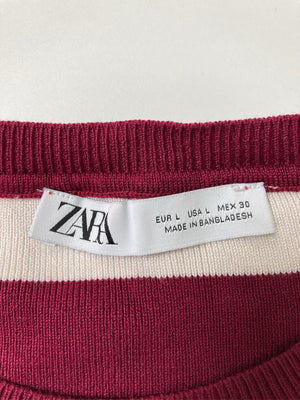 ZARA
EUR L USA L MEX 30
MADE IN BANGLADESH